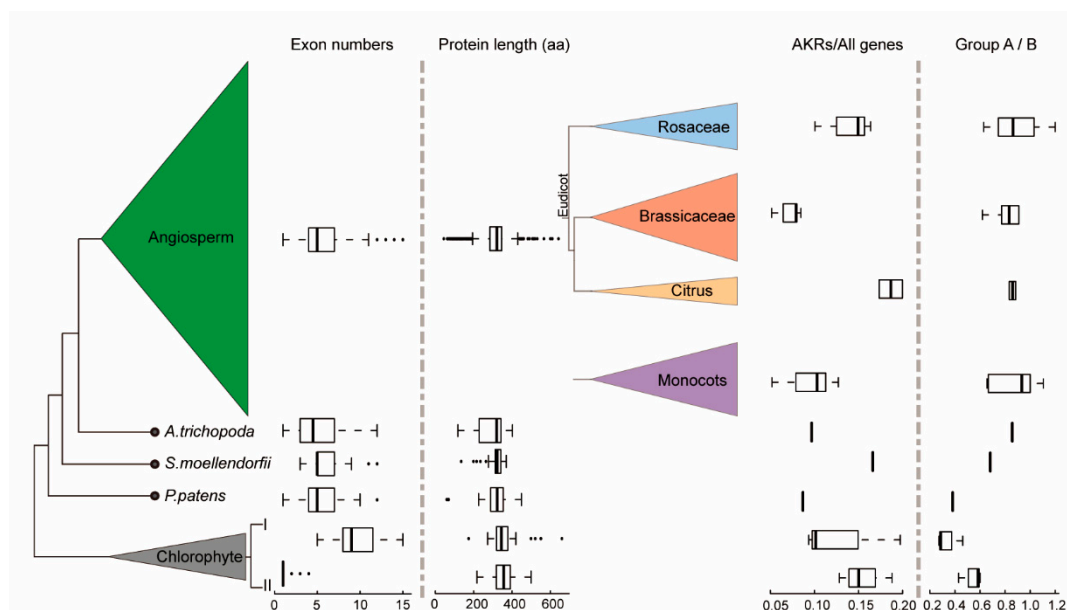 Exon numbers
Protein length (aa)
AKRs/All genes
Group A / B
Rosaceae
Eudicot
Brassicaceae
Angiosperm
Citrus
Monocots
A.trichopoda
S.moellendorfii
P.patens
I
Chlorophyte
II
0 5 10 15
0 200 400 600
0.05 0.10 0.15 0.20
0.2 0.4 0.6 0.8 1.0 1.2